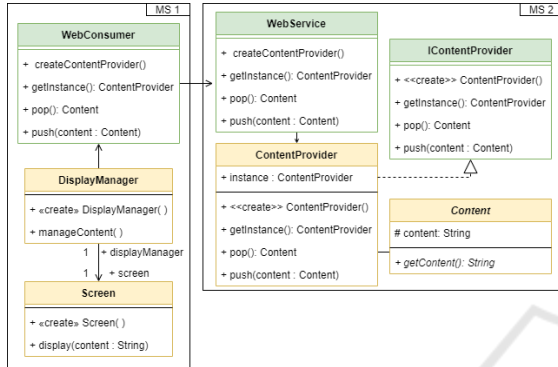 MS 1
WebConsumer
+ createContentProvider()
+ getInstance(): ContentProvider
+ pop(): Content
+ push(content : Content)
DisplayManager
+ «create» DisplayManager( )
+ manageContent( )
1 + displayManager
1 + screen
Screen
+ «create» Screen( )
+ display(content : String)
MS 2
WebService
+ createContentProvider()
+ getInstance(): ContentProvider
+ pop(): Content
+ push(content : Content)
IContentProvider
+ <<create>> ContentProvider()
+ getInstance(): ContentProvider
+ pop(): Content
+ push(content : Content)
ContentProvider
+ instance : ContentProvider
+ <<create>> ContentProvider()
+ getInstance(): ContentProvider
+ pop(): Content
+ push(content : Content)
Content
# content: String
+ getContent(): String